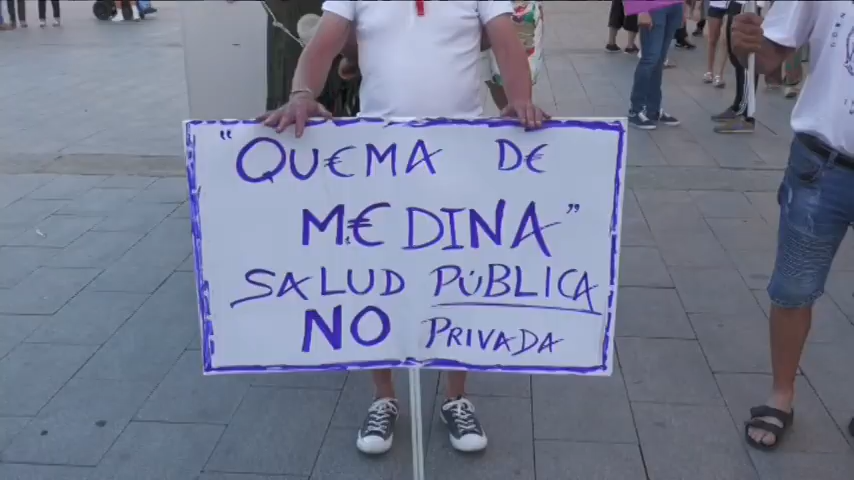 "QUEMA DE
MEDINA"
SALUD PÚBLICA
NO PRIVADA